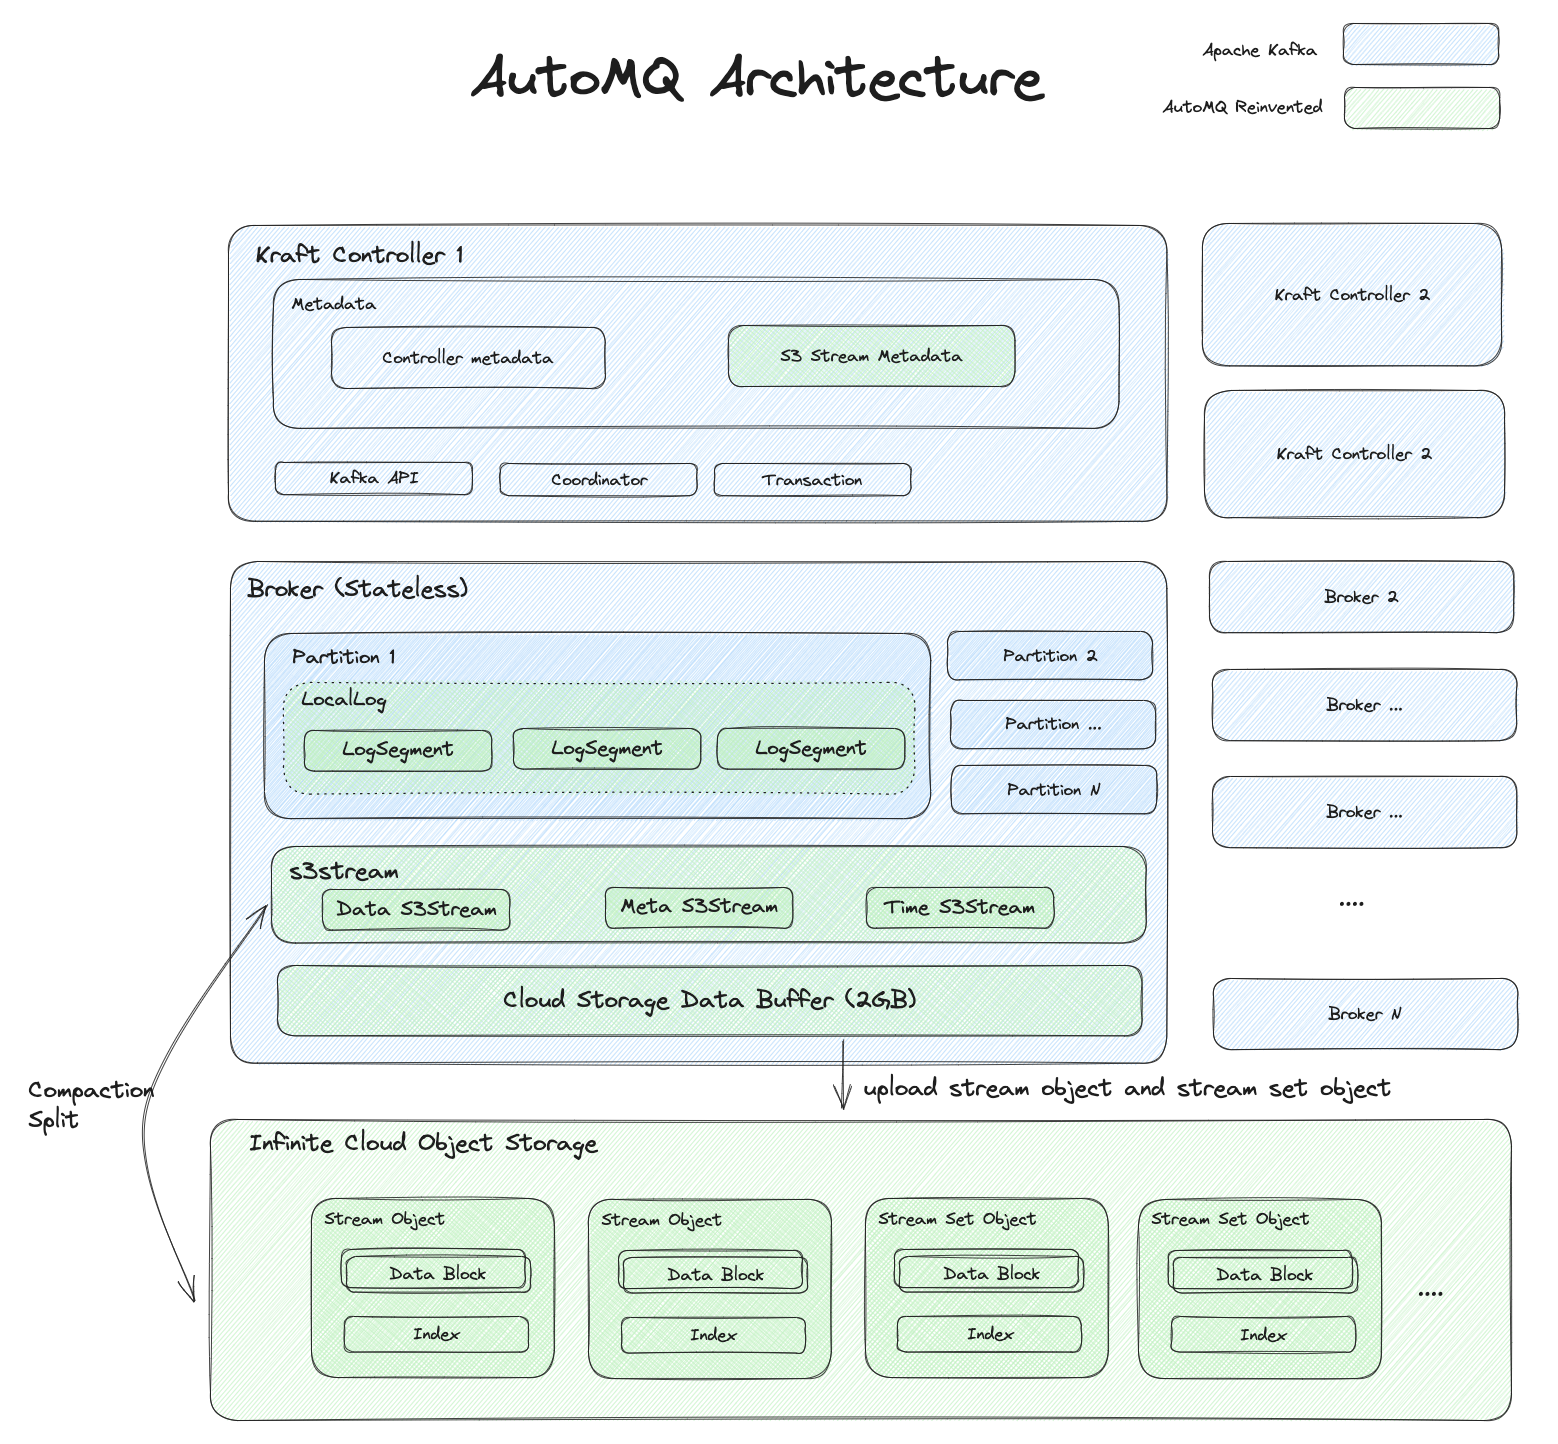 AutoMQ Architecture
Apache Kafka
AutoMQ Reinvented
Kraft Controller 1
Metadata
Controller metadata
S3 Stream Metadata
Kafka API
Coordinator
Transaction
Kraft Controller 2
Kraft Controller 2
Broker (Stateless)
Partition 1
LocalLog
LogSegment
LogSegment
LogSegment
Partition 2
Partition ...
Partition N
s3stream
Data S3Stream
Meta S3Stream
Time S3Stream
Cloud Storage Data Buffer (2GB)
Broker 2
Broker ...
Broker ...
....
Broker N
Compaction
Split
upload stream object and stream set object
Infinite Cloud Object Storage
Stream Object
Data Block
Index
Stream Object
Data Block
Index
Stream Set Object
Data Block
Index
Stream Set Object
Data Block
Index
....